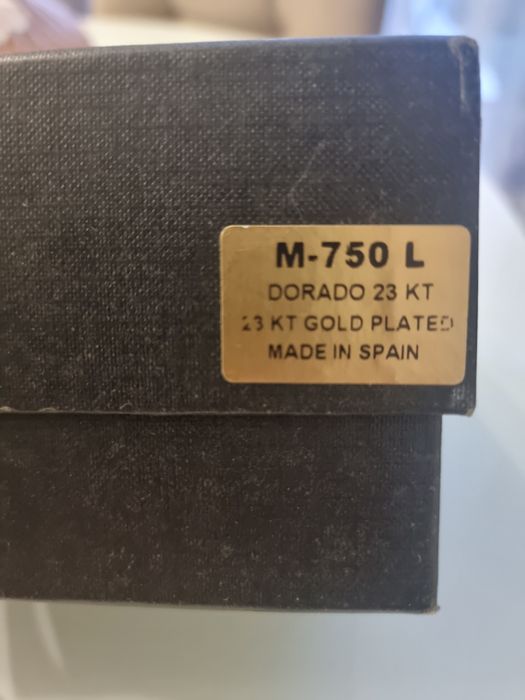 M-750 L
DORADO 23 KT
23 KT GOLD PLATED
MADE IN SPAIN